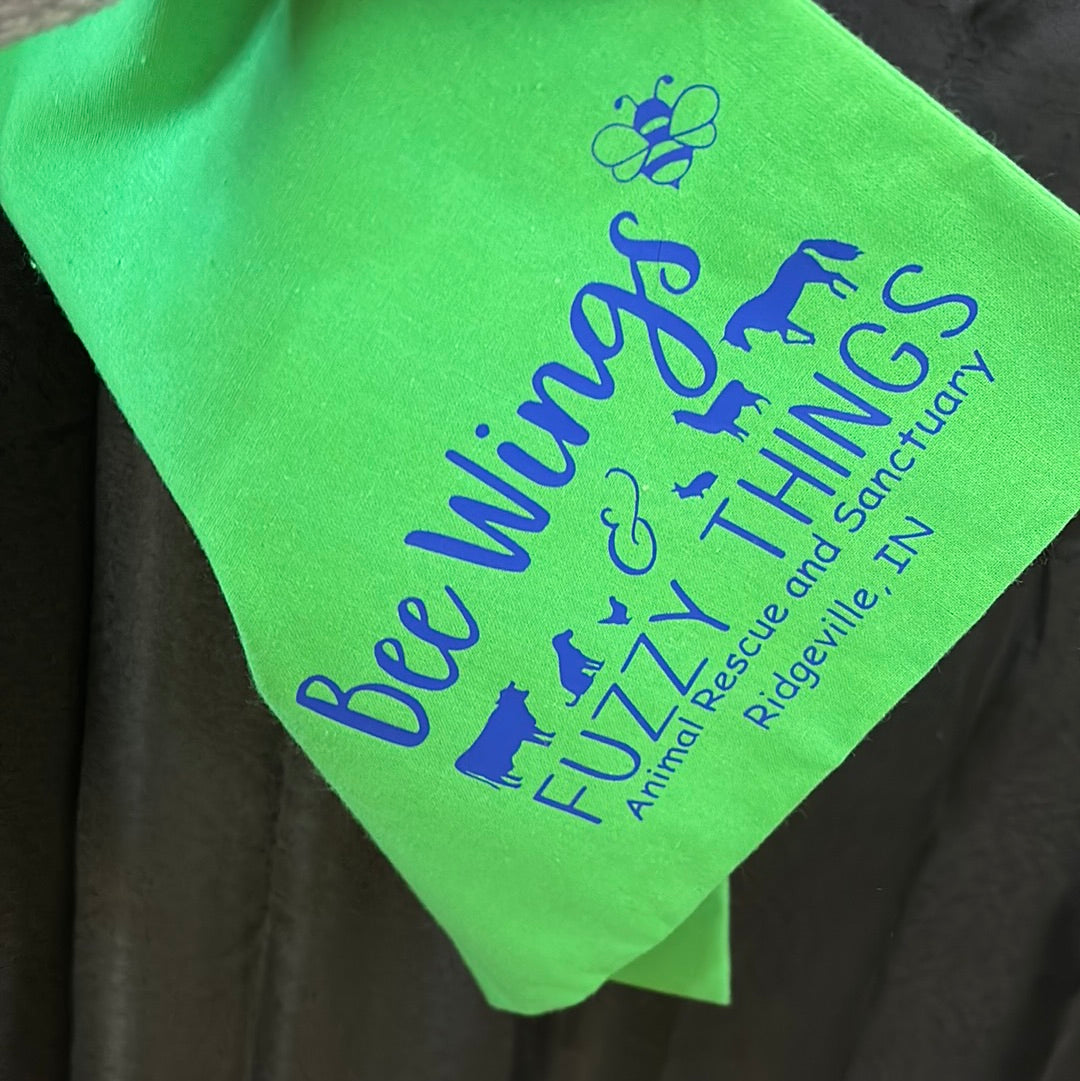 Bee Wings
&
FUZZY THINGS
Animal Rescue and Sanctuary
Ridgeville, IN